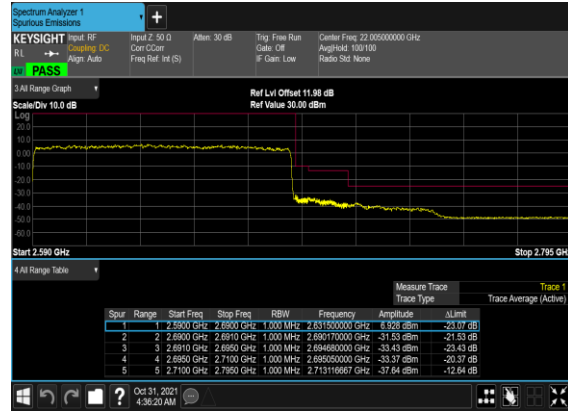 Spectrum Analyzer 1
Spurious Emissions
KEYSIGHT Input: RF Input Z: 50 Ω Atten: 30 dB Trig: Free Run Center Freq: 22.005000000 GHz
R L Coupling: DC Corr CCorr Gate: Off Avg|Hold: 100/100
Align: Auto Freq Ref: Int (S) IF Gain: Low Radio Std: None
PASS
3 All Range Graph
Ref Lvl Offset 11.98 dB
Scale/Div 10.0 dB Ref Value 30.00 dBm
Log
20.0
10.0
0.00
-10.0
-20.0
-30.0
-40.0
-50.0
-60.0
Start 2.590 GHz Stop 2.795 GH
4 All Range Table
Measure Trace Trace 1
Trace Type Trace Average (Active)
Spur Range Start Freq Stop Freq RBW Frequency Amplitude ΔLimit
1 1 2.5900 GHz 2.6900 GHz 1.000 MHz 2.631500000 GHz 6.928 dBm -23.07 dB
2 2 2.6900 GHz 2.6910 GHz 1.000 MHz 2.690170000 GHz -31.53 dBm -21.53 dB
3 3 2.6910 GHz 2.6950 GHz 1.000 MHz 2.694680000 GHz -33.43 dBm -23.43 dB
4 4 2.6950 GHz 2.7100 GHz 1.000 MHz 2.695050000 GHz -33.37 dBm -20.37 dB
5 5 2.7100 GHz 2.7950 GHz 1.000 MHz 2.713116667 GHz -37.64 dBm -12.64 dB
? Oct 31, 2021
4:36:20 AM